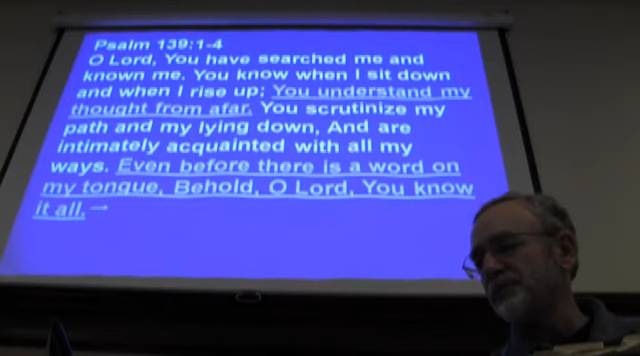 Psalm 139:1-4
O Lord, You have searched me and
known me. You know when I sit down
and when I rise up; You understand my
thought from afar. You scrutinize my
path and my lying down, And are
intimately acquainted with all my
ways. Even before there is a word on
my tongue, Behold, O Lord, You know
it all. →